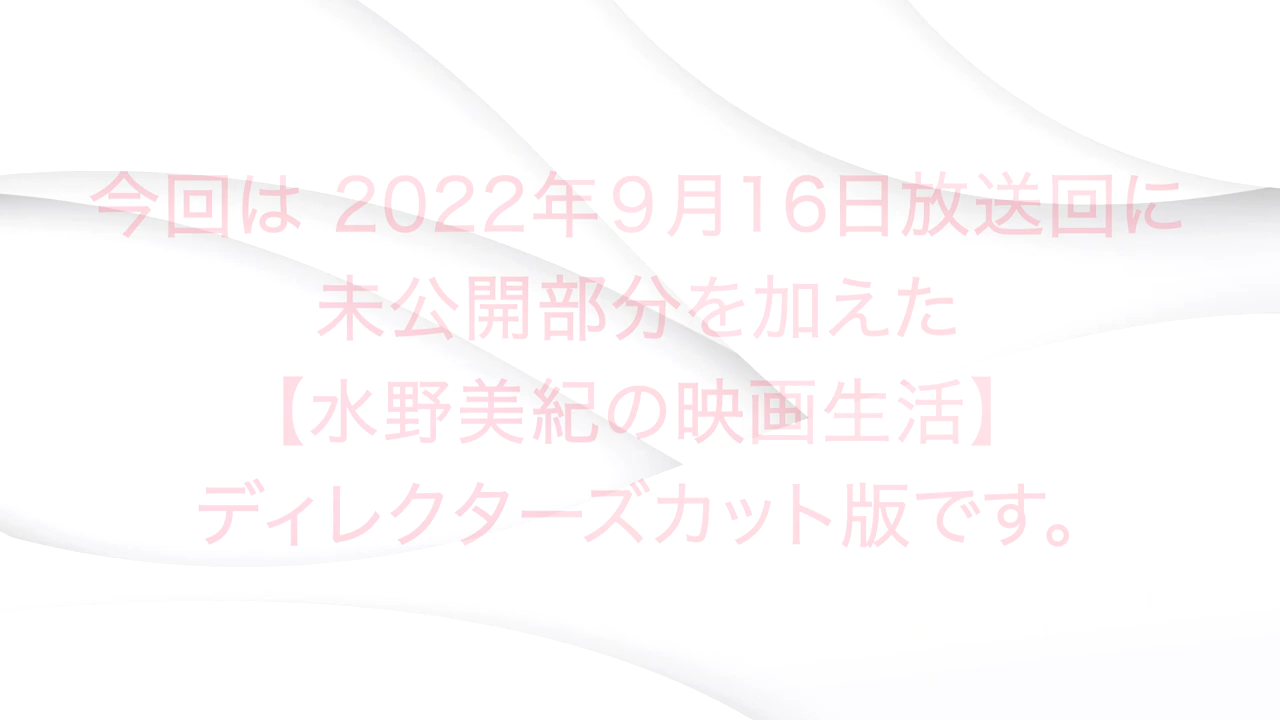 今回は 2022年9月16日放送回に
未公開部分を加えた
【水野美紀の映画生活】
ディレクターズカット版です。